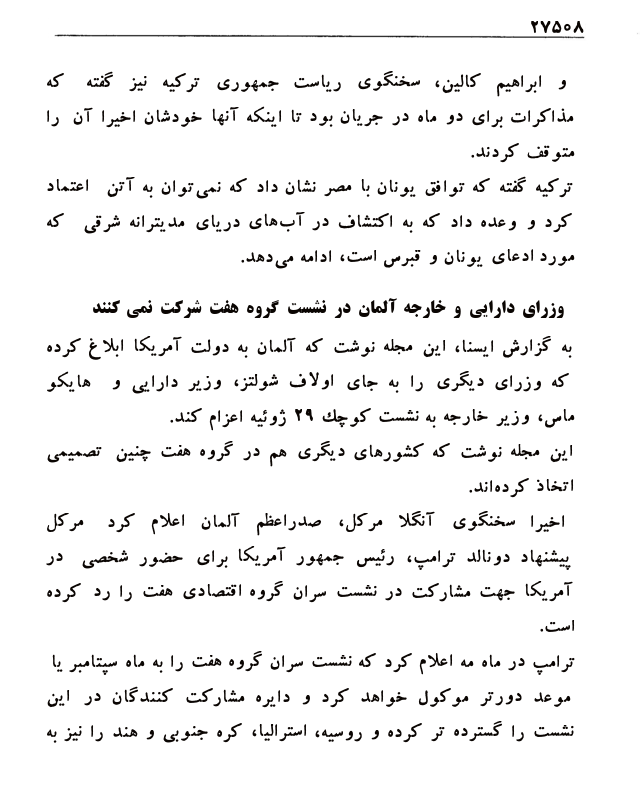 ۲۷۵۰۸
و ابراهیم کالین، سخنگوی ریاست جمهوری ترکیه نیز گفته که
مذاکرات برای دو ماه در جریان بود تا اینکه آنها خودشان اخیرا آن را
متوقف کردند.
ترکیه گفته که توافق یونان با مصر نشان داد که نمی‌توان به آتن اعتماد
کرد و وعده داد که به اکتشاف در آب‌های دریای مدیترانه شرقی که
مورد ادعای یونان و قبرس است، ادامه می‌دهد.
وزرای دارایی و خارجه آلمان در نشست گروه هفت شرکت نمی کنند
به گزارش ایسنا، این مجله نوشت که آلمان به دولت آمریکا ابلاغ کرده
که وزرای دیگری را به جای اولاف شولتز، وزیر دارایی و هایکو
ماس، وزیر خارجه به نشست کوچك ۲۹ ژوئیه اعزام کند.
این مجله نوشت که کشورهای دیگری هم در گروه هفت چنین تصمیمی
اتخاذ کرده‌اند.
اخیرا سخنگوی آنگلا مرکل، صدراعظم آلمان اعلام کرد مرکل
پیشنهاد دونالد ترامپ، رئیس جمهور آمریکا برای حضور شخصی در
آمریکا جهت مشارکت در نشست سران گروه اقتصادی هفت را رد کرده
است.
ترامپ در ماه مه اعلام کرد که نشست سران گروه هفت را به ماه سپتامبر یا
موعد دورتر موکول خواهد کرد و دایره مشارکت کنندگان در این
نشست را گسترده تر کرده و روسیه، استرالیا، کره جنوبی و هند را نیز به